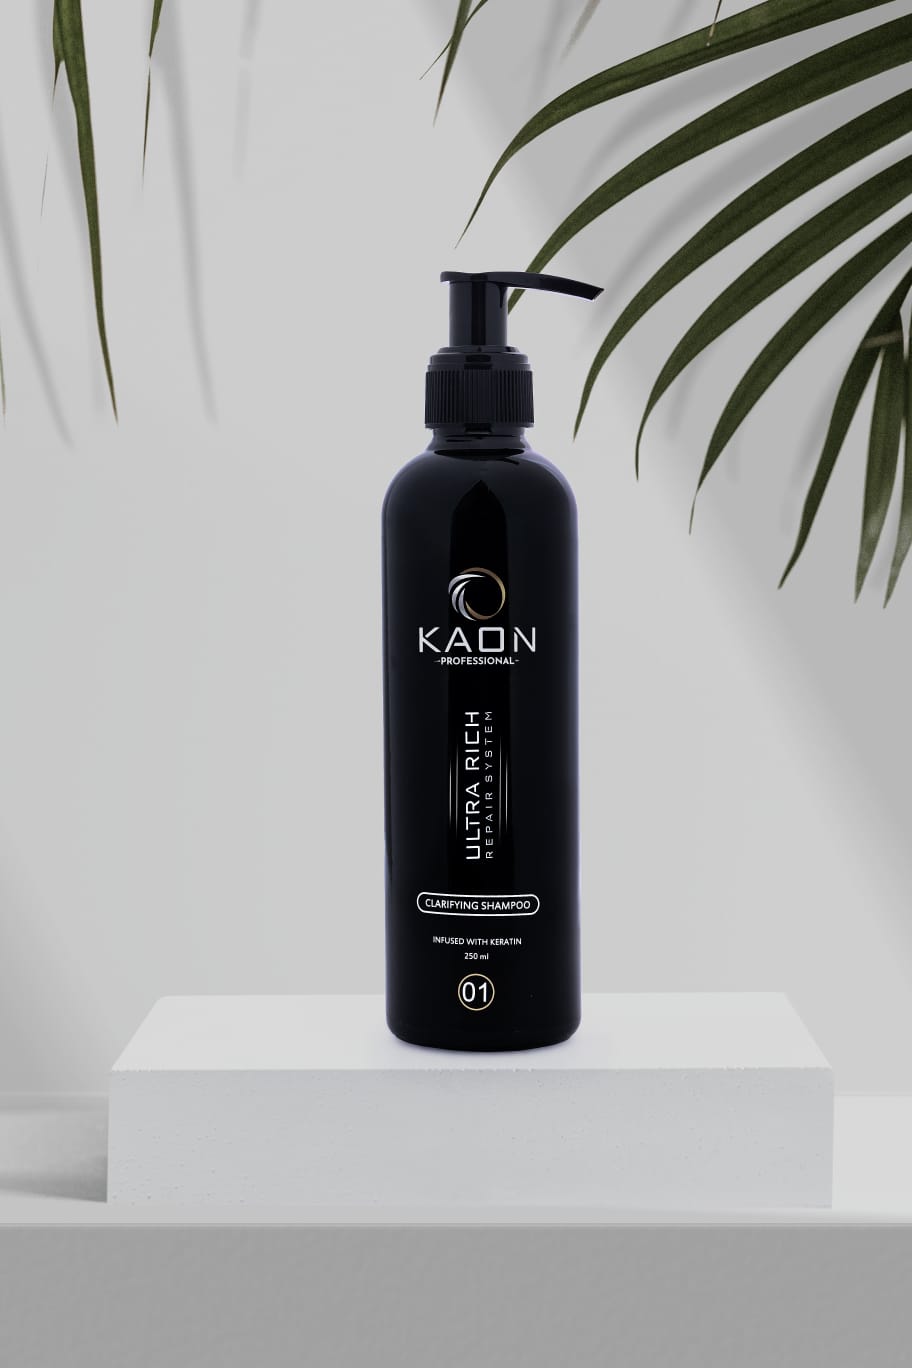 KAON
-PROFESSIONAL-
ULTRA RICH
REPAIR SYSTEM
CLARIFYING SHAMPOO
INFUSED WITH KERATIN
250 ml
01